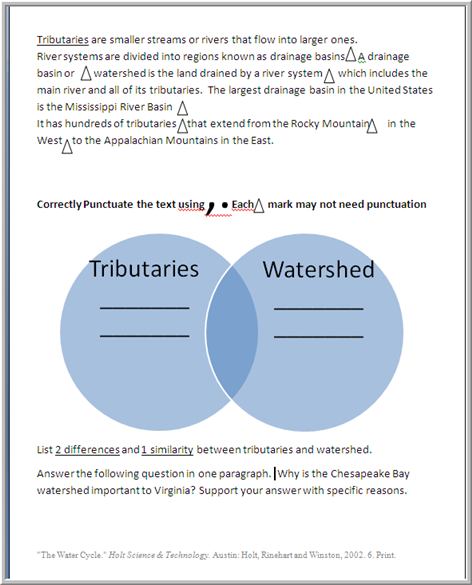 Tributaries are smaller streams or rivers that flow into larger ones.
River systems are divided into regions known as drainage basins△ A drainage
basin or △ watershed is the land drained by a river system △ which includes the
main river and all of its tributaries. The largest drainage basin in the United States
is the Mississippi River Basin △
It has hundreds of tributaries △that extend from the Rocky Mountain△ in the
West△ to the Appalachian Mountains in the East.
Correctly Punctuate the text using , . Each△ mark may not need punctuation
Tributaries Watershed
List 2 differences and 1 similarity between tributaries and watershed.
Answer the following question in one paragraph. Why is the Chesapeake Bay
watershed important to Virginia? Support your answer with specific reasons.
"The Water Cycle." Holt Science & Technology. Austin: Holt, Rinehart and Winston, 2002. 6. Print.